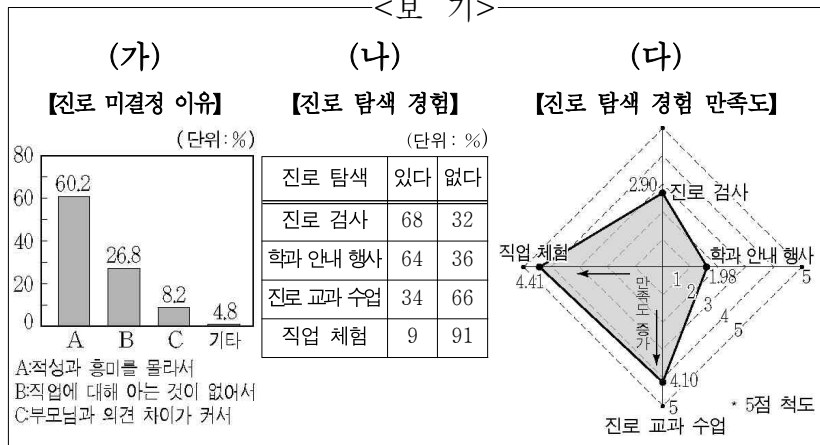 <보 기>
(가)
【진로 미결정 이유】
(단위:%)
80
60
40
20
0
60.2
26.8
8.2
4.8
A B C 기타
A:적성과 흥미를 몰라서
B:직업에 대해 아는 것이 없어서
C:부모님과 의견 차이가 커서
(나)
【진로 탐색 경험】
(단위: %)
진로 탐색 있다 없다
진로 검사 68 32
학과 안내 행사 64 36
진로 교과 수업 34 66
직업 체험 9 91
(다)
【진로 탐색 경험 만족도】
2.90
진로 검사
직업 체험
4.41
학과 안내 행사
1.98
5
1
2
3
4
5
만족도 증가
4.10
5
진로 교과 수업
* 5점 척도